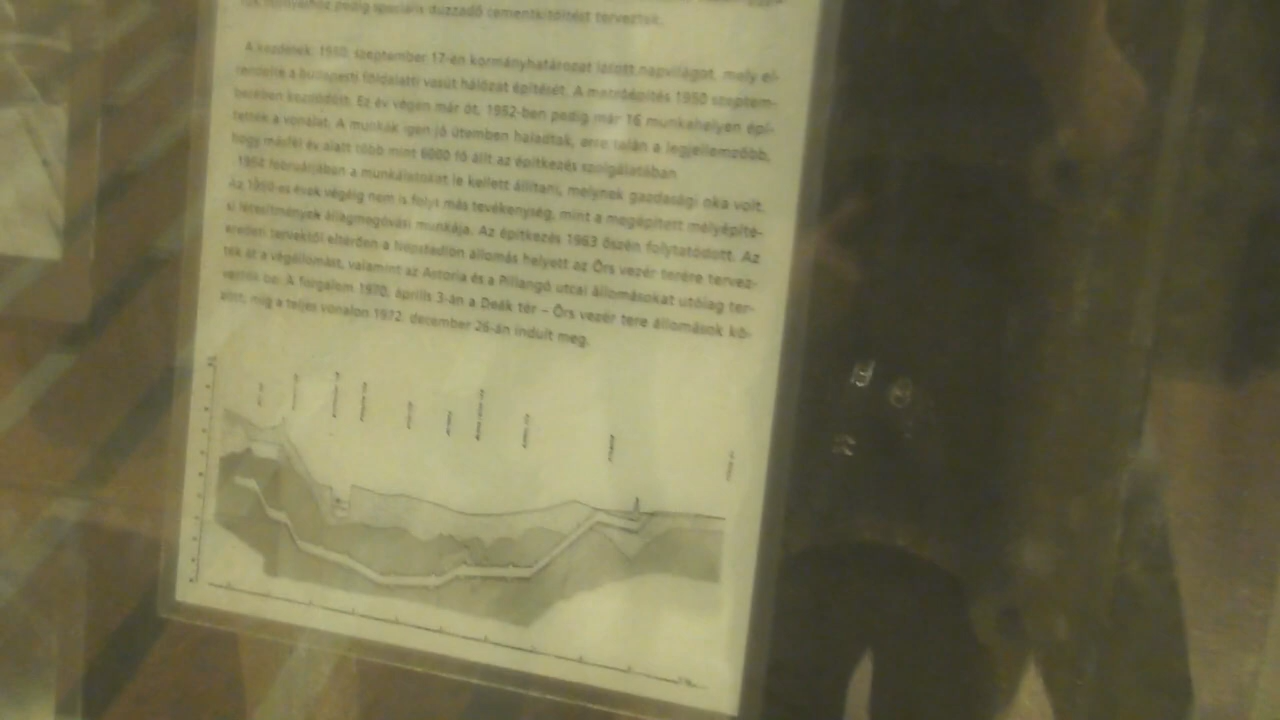 pedig speciális duzzadó cementkitöltést terveztek.
A kezdetek: 1950. szeptember 17-én kormányhatározat látott napvilágot, mely el-
rendelte a budapesti földalatti vasút hálózat építését. A metróépítés 1950 szeptem-
berében kezdődött. Ez év végén már öt, 1952-ben pedig már 16 munkahelyen épí-
tették a vonalat. A munkák igen jó ütemben haladtak, erre talán a legjellemzőbb,
hogy másfél év alatt több mint 6000 fő állt az építkezés szolgálatában.
1954 februárjában a munkálatokat le kellett állítani, melynek gazdasági oka volt.
Az 1950-es évek végéig nem is folyt más tevékenység, mint a megépített mélyépíté-
si létesítmények állagmegóvási munkája. Az építkezés 1963 őszén folytatódott. Az
eredeti tervektől eltérően a Népstadion állomás helyett az Örs vezér terére tervez-
ték át a végállomást, valamint az Astoria és a Pillangó utcai állomásokat utólag ter-
vezték be. A forgalom 1970. április 3-án a Deák tér – Örs vezér tere állomások kö-
zött, míg a teljes vonalon 1972. december 26-án indult meg.